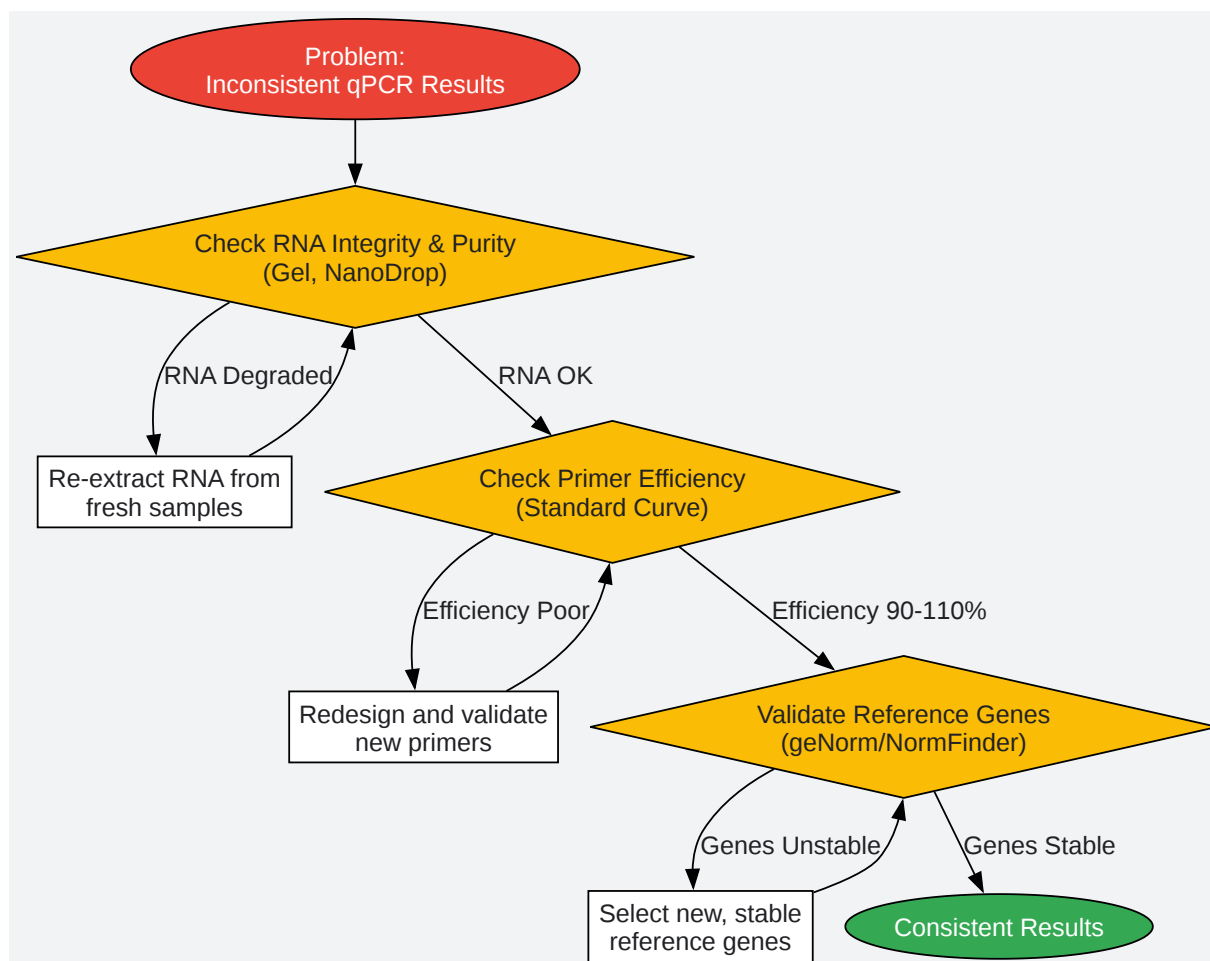 Problem:
Inconsistent qPCR Results
Check RNA Integrity & Purity
(Gel, NanoDrop)
RNA Degraded
RNA OK
Re-extract RNA from
fresh samples
Check Primer Efficiency
(Standard Curve)
Efficiency Poor
Efficiency 90-110%
Redesign and validate
new primers
Validate Reference Genes
(geNorm/NormFinder)
Genes Unstable
Genes Stable
Select new, stable
reference genes
Consistent Results